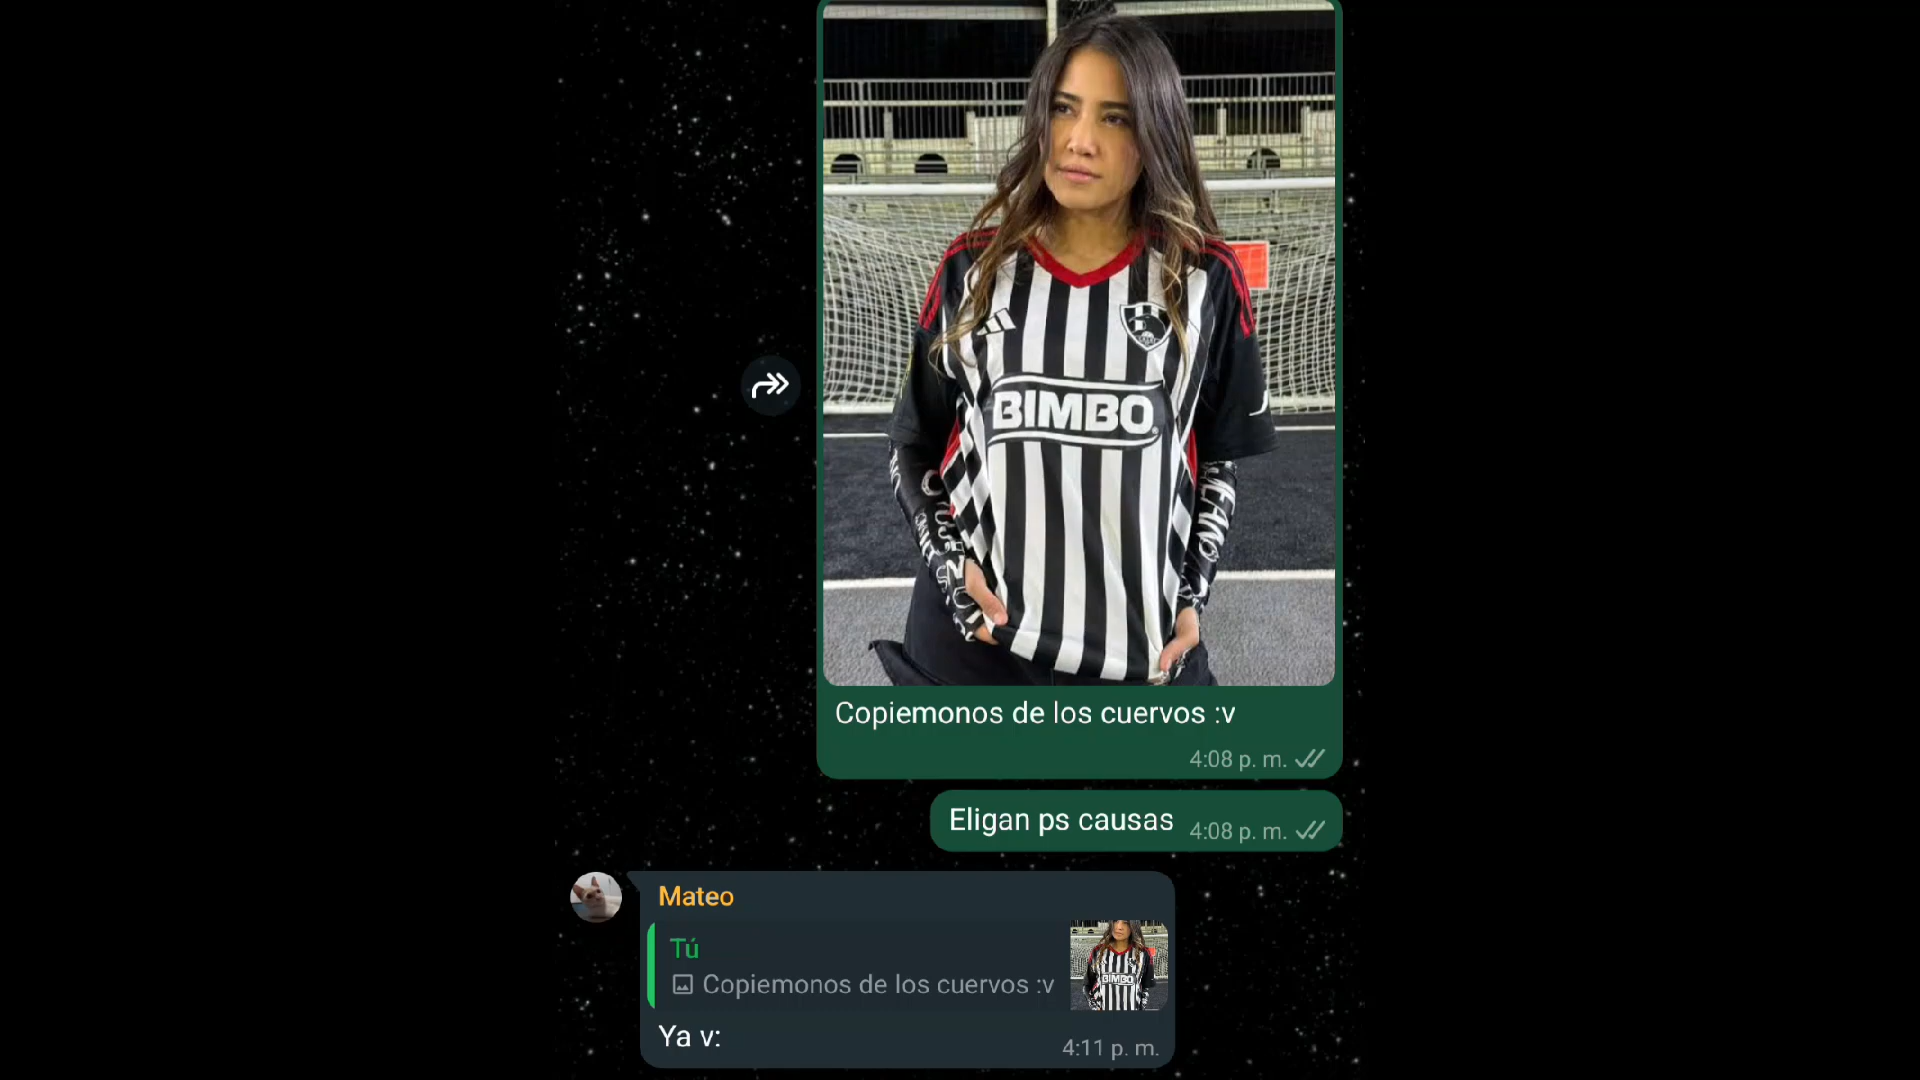 BIMBO
Copiemonos de los cuervos :v
4:08 p. m.
Eligan ps causas 4:08 p. m.
Mateo
Tú
Copiemonos de los cuervos :v
BIMBO
Ya v:
4:11 p. m.